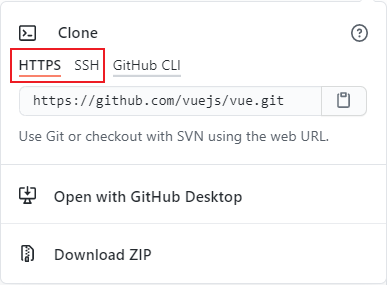 Clone
HTTPS SSH GitHub CLI
https://github.com/vuejs/vue.git
Use Git or checkout with SVN using the web URL.
Open with GitHub Desktop
Download ZIP